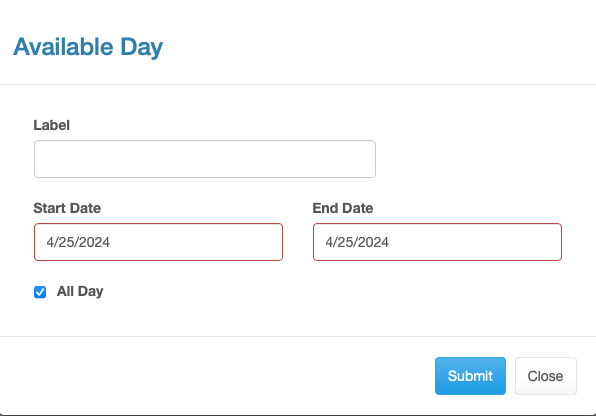 Available Day
Label
Start Date End Date
4/25/2024 4/25/2024
All Day
Submit Close